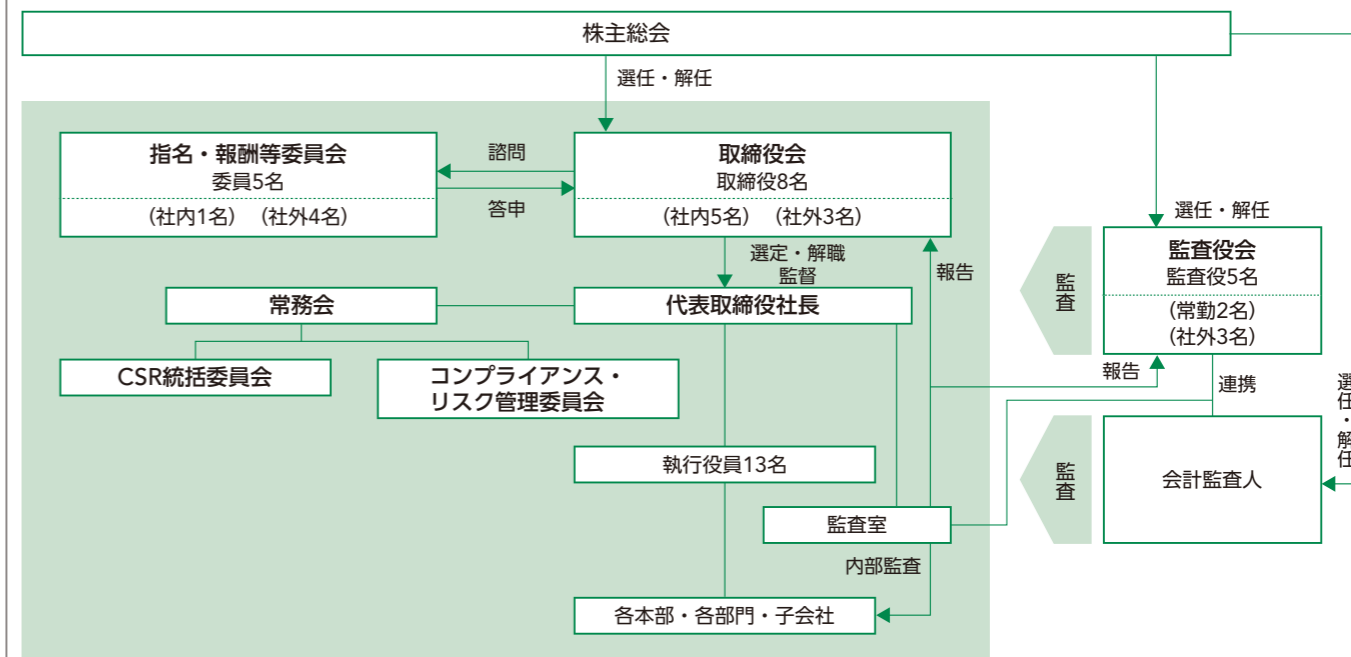 株主総会
選任・解任
指名・報酬等委員会
委員5名
（社内1名）（社外4名）
諮問
答申
取締役会
取締役8名
（社内5名）（社外3名）
選任・解任
監査役会
監査役5名
（常勤2名）
（社外3名）
監査
選定・解職
監督
報告
常務会
代表取締役社長
CSR統括委員会
コンプライアンス・
リスク管理委員会
報告
連携
選任・解任
執行役員13名
監査
会計監査人
監査室
内部監査
各本部・各部門・子会社